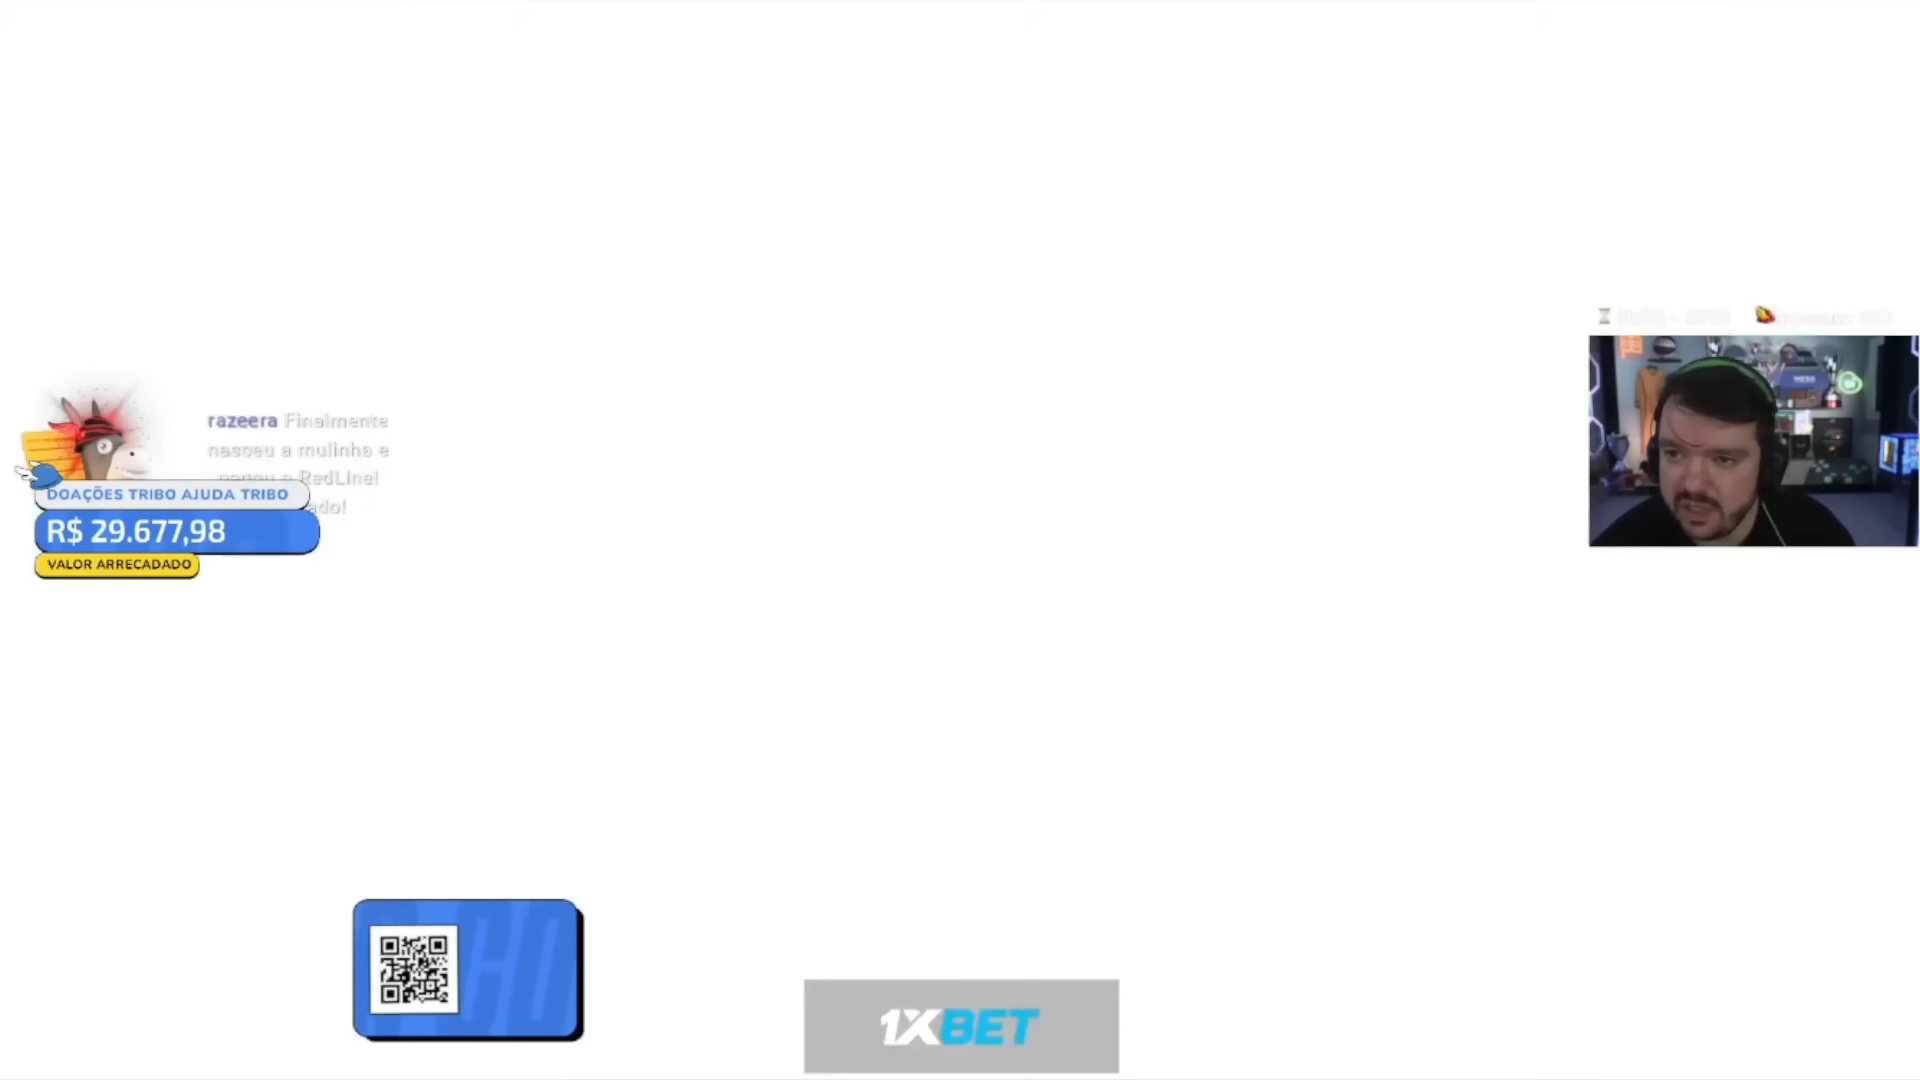 razeera Finalmente
nasceu a mulinha e
RedLine!
DOAÇÕES TRIBO AJUDA TRIBO
R$ 29.677,98
VALOR ARRECADADO
1XBET